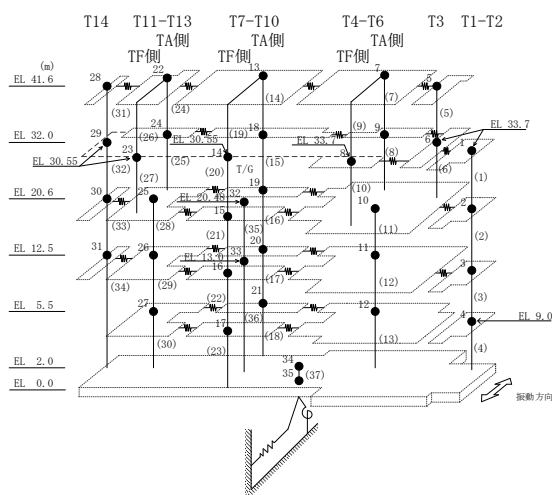 T14 T11-T13 T7-T10 T4-T6 T3 T1-T2
TA側 TA側 TA側
TF側 TF側 TF側
(m)
22 13 7
EL 41.6 28 5
(31) (24) (14) (7) (5)
EL 32.0 29 24 (26) EL 30.55 (19) 18 EL 33.7 (9) 9 6 EL 33.7
EL 30.55 23 (32) (25) 14 (15) 8 (8) (6) 1
(27) (20) T/G (10) (1)
EL 20.6 30 25 EL 20.48 32 19 10 2
15
(33) (28) (35) (16) (11) (2)
(21) 20
EL 12.5 31 26 EL 13.0 33 11 3
16
(34) (29) (17) (12) (3)
(22) 21
EL 5.5 27 (36) 12 4 EL 9.0
17 (18)
(30) (23) (13) (4)
EL 2.0 34
EL 0.0 35 (37)
振動方向